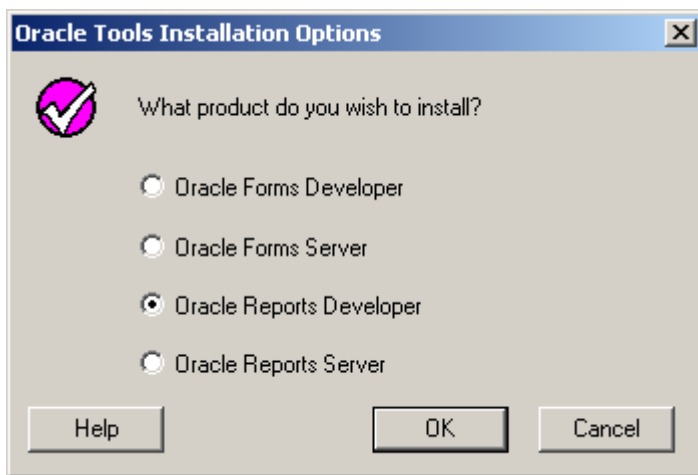 Oracle Tools Installation Options
What product do you wish to install?
Oracle Forms Developer
Oracle Forms Server
Oracle Reports Developer
Oracle Reports Server
Help
OK
Cancel